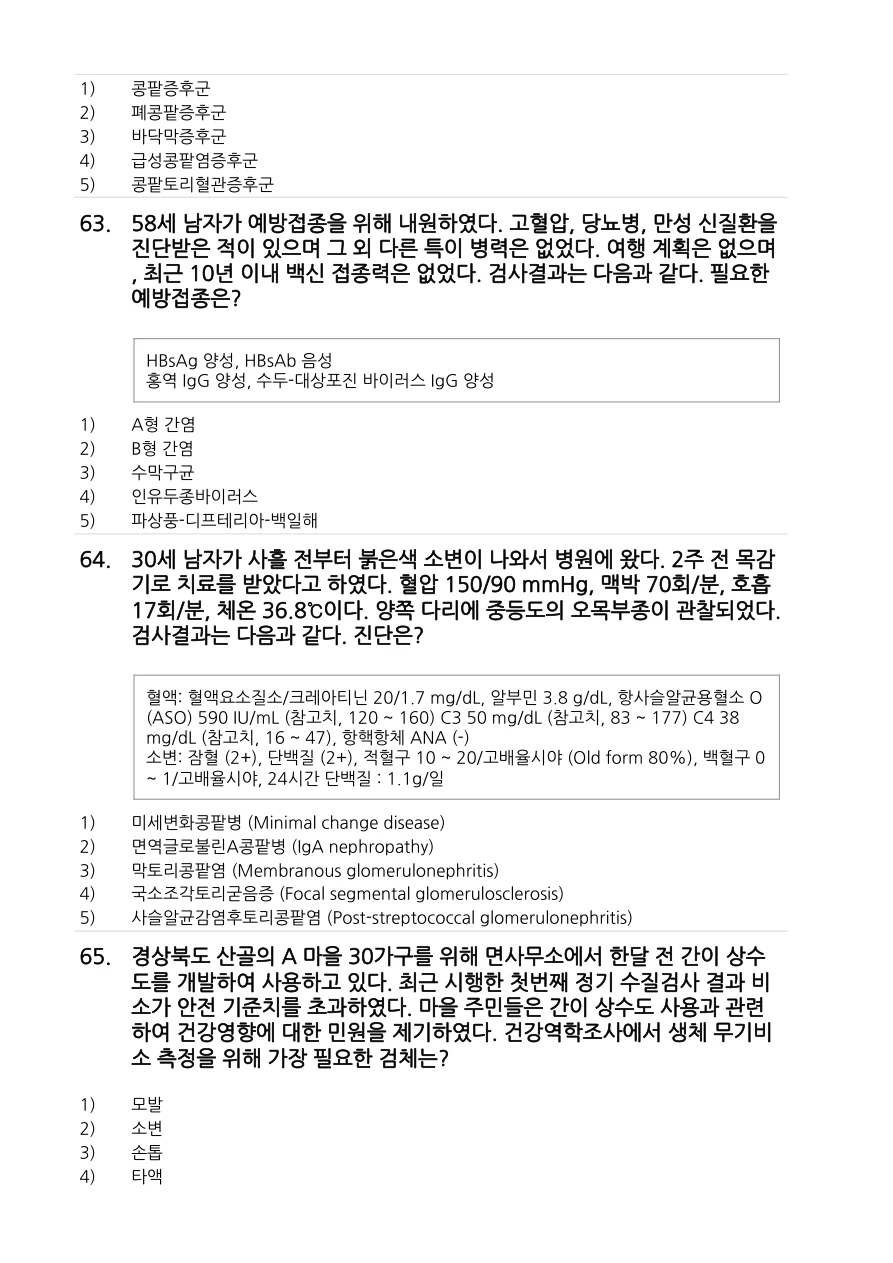 1) 콩팥증후군
2) 폐콩팥증후군
3) 바닥막증후군
4) 급성콩팥염증후군
5) 콩팥토리혈관증후군
63. 58세 남자가 예방접종을 위해 내원하였다. 고혈압, 당뇨병, 만성 신질환을
진단받은 적이 있으며 그 외 다른 특이 병력은 없었다. 여행 계획은 없으며
, 최근 10년 이내 백신 접종력은 없었다. 검사결과는 다음과 같다. 필요한
예방접종은?
HBsAg 양성, HBsAb 음성
홍역 IgG 양성, 수두-대상포진 바이러스 IgG 양성
1) A형 간염
2) B형 간염
3) 수막구균
4) 인유두종바이러스
5) 파상풍-디프테리아-백일해
64. 30세 남자가 사흘 전부터 붉은색 소변이 나와서 병원에 왔다. 2주 전 목감
기로 치료를 받았다고 하였다. 혈압 150/90 mmHg, 맥박 70회/분, 호흡
17회/분, 체온 36.8℃이다. 양쪽 다리에 중등도의 오목부종이 관찰되었다.
검사결과는 다음과 같다. 진단은?
혈액: 혈액요소질소/크레아티닌 20/1.7 mg/dL, 알부민 3.8 g/dL, 항사슬알균용혈소 O
(ASO) 590 IU/mL (참고치, 120 ~ 160) C3 50 mg/dL (참고치, 83 ~ 177) C4 38
mg/dL (참고치, 16 ~ 47), 항핵항체 ANA (-)
소변: 잠혈 (2+), 단백질 (2+), 적혈구 10 ~ 20/고배율시야 (Old form 80%), 백혈구 0
~ 1/고배율시야, 24시간 단백질 : 1.1g/일
1) 미세변화콩팥병 (Minimal change disease)
2) 면역글로불린A콩팥병 (IgA nephropathy)
3) 막토리콩팥염 (Membranous glomerulonephritis)
4) 국소조각토리굳음증 (Focal segmental glomerulosclerosis)
5) 사슬알균감염후토리콩팥염 (Post-streptococcal glomerulonephritis)
65. 경상북도 산골의 A 마을 30가구를 위해 면사무소에서 한달 전 간이 상수
도를 개발하여 사용하고 있다. 최근 시행한 첫번째 정기 수질검사 결과 비
소가 안전 기준치를 초과하였다. 마을 주민들은 간이 상수도 사용과 관련
하여 건강영향에 대한 민원을 제기하였다. 건강역학조사에서 생체 무기비
소 측정을 위해 가장 필요한 검체는?
1) 모발
2) 소변
3) 손톱
4) 타액